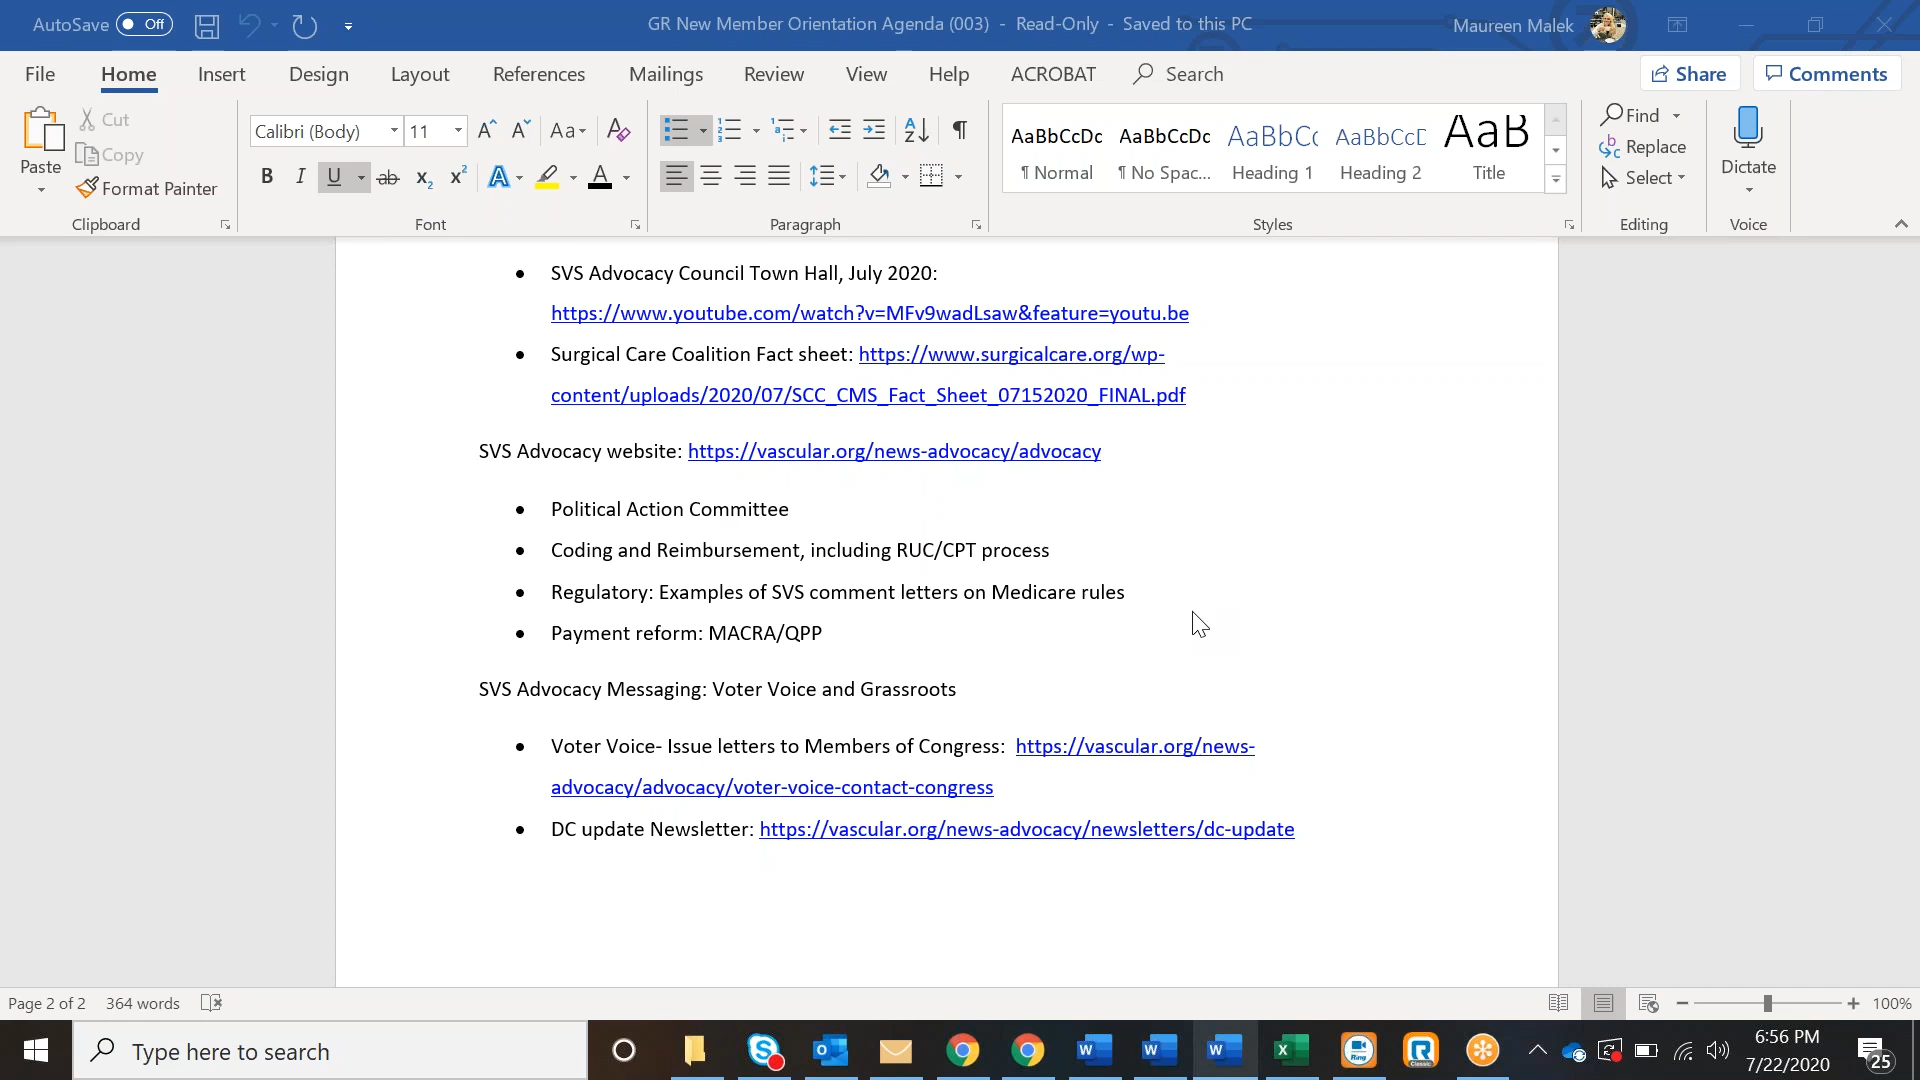 AutoSave Off GR New Member Orientation Agenda (003) - Read-Only - Saved to this PC Maureen Malek
File Home Insert Design Layout References Mailings Review View Help ACROBAT Search Share Comments
Paste Cut Copy Format Painter
Calibri (Body) 11
AaBbCcDc AaBbCcDc AaBbCc AaBbCcD AaB
¶ Normal ¶ No Spac... Heading 1 Heading 2 Title
Find
Replace
Select
Dictate
Clipboard Font Paragraph Styles Editing Voice
• SVS Advocacy Council Town Hall, July 2020:
https://www.youtube.com/watch?v=MFv9wadLsaw&feature=youtu.be
• Surgical Care Coalition Fact sheet: https://www.surgicalcare.org/wp-
content/uploads/2020/07/SCC_CMS_Fact_Sheet_07152020_FINAL.pdf
SVS Advocacy website: https://vascular.org/news-advocacy/advocacy
• Political Action Committee
• Coding and Reimbursement, including RUC/CPT process
• Regulatory: Examples of SVS comment letters on Medicare rules
• Payment reform: MACRA/QPP
SVS Advocacy Messaging: Voter Voice and Grassroots
• Voter Voice- Issue letters to Members of Congress: https://vascular.org/news-
advocacy/advocacy/voter-voice-contact-congress
• DC update Newsletter: https://vascular.org/news-advocacy/newsletters/dc-update
Page 2 of 2 364 words 100%
Type here to search
6:56 PM
7/22/2020
25